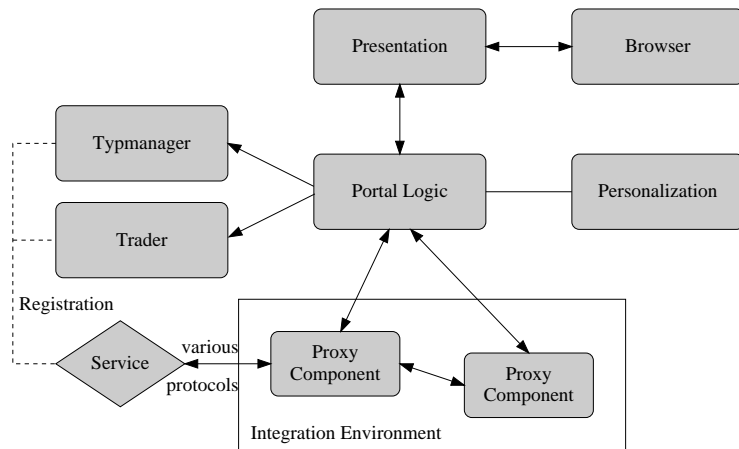 Presentation
Browser
Typmanager
Portal Logic
Personalization
Trader
Registration
Service
various
protocols
Proxy
Component
Proxy
Component
Integration Environment